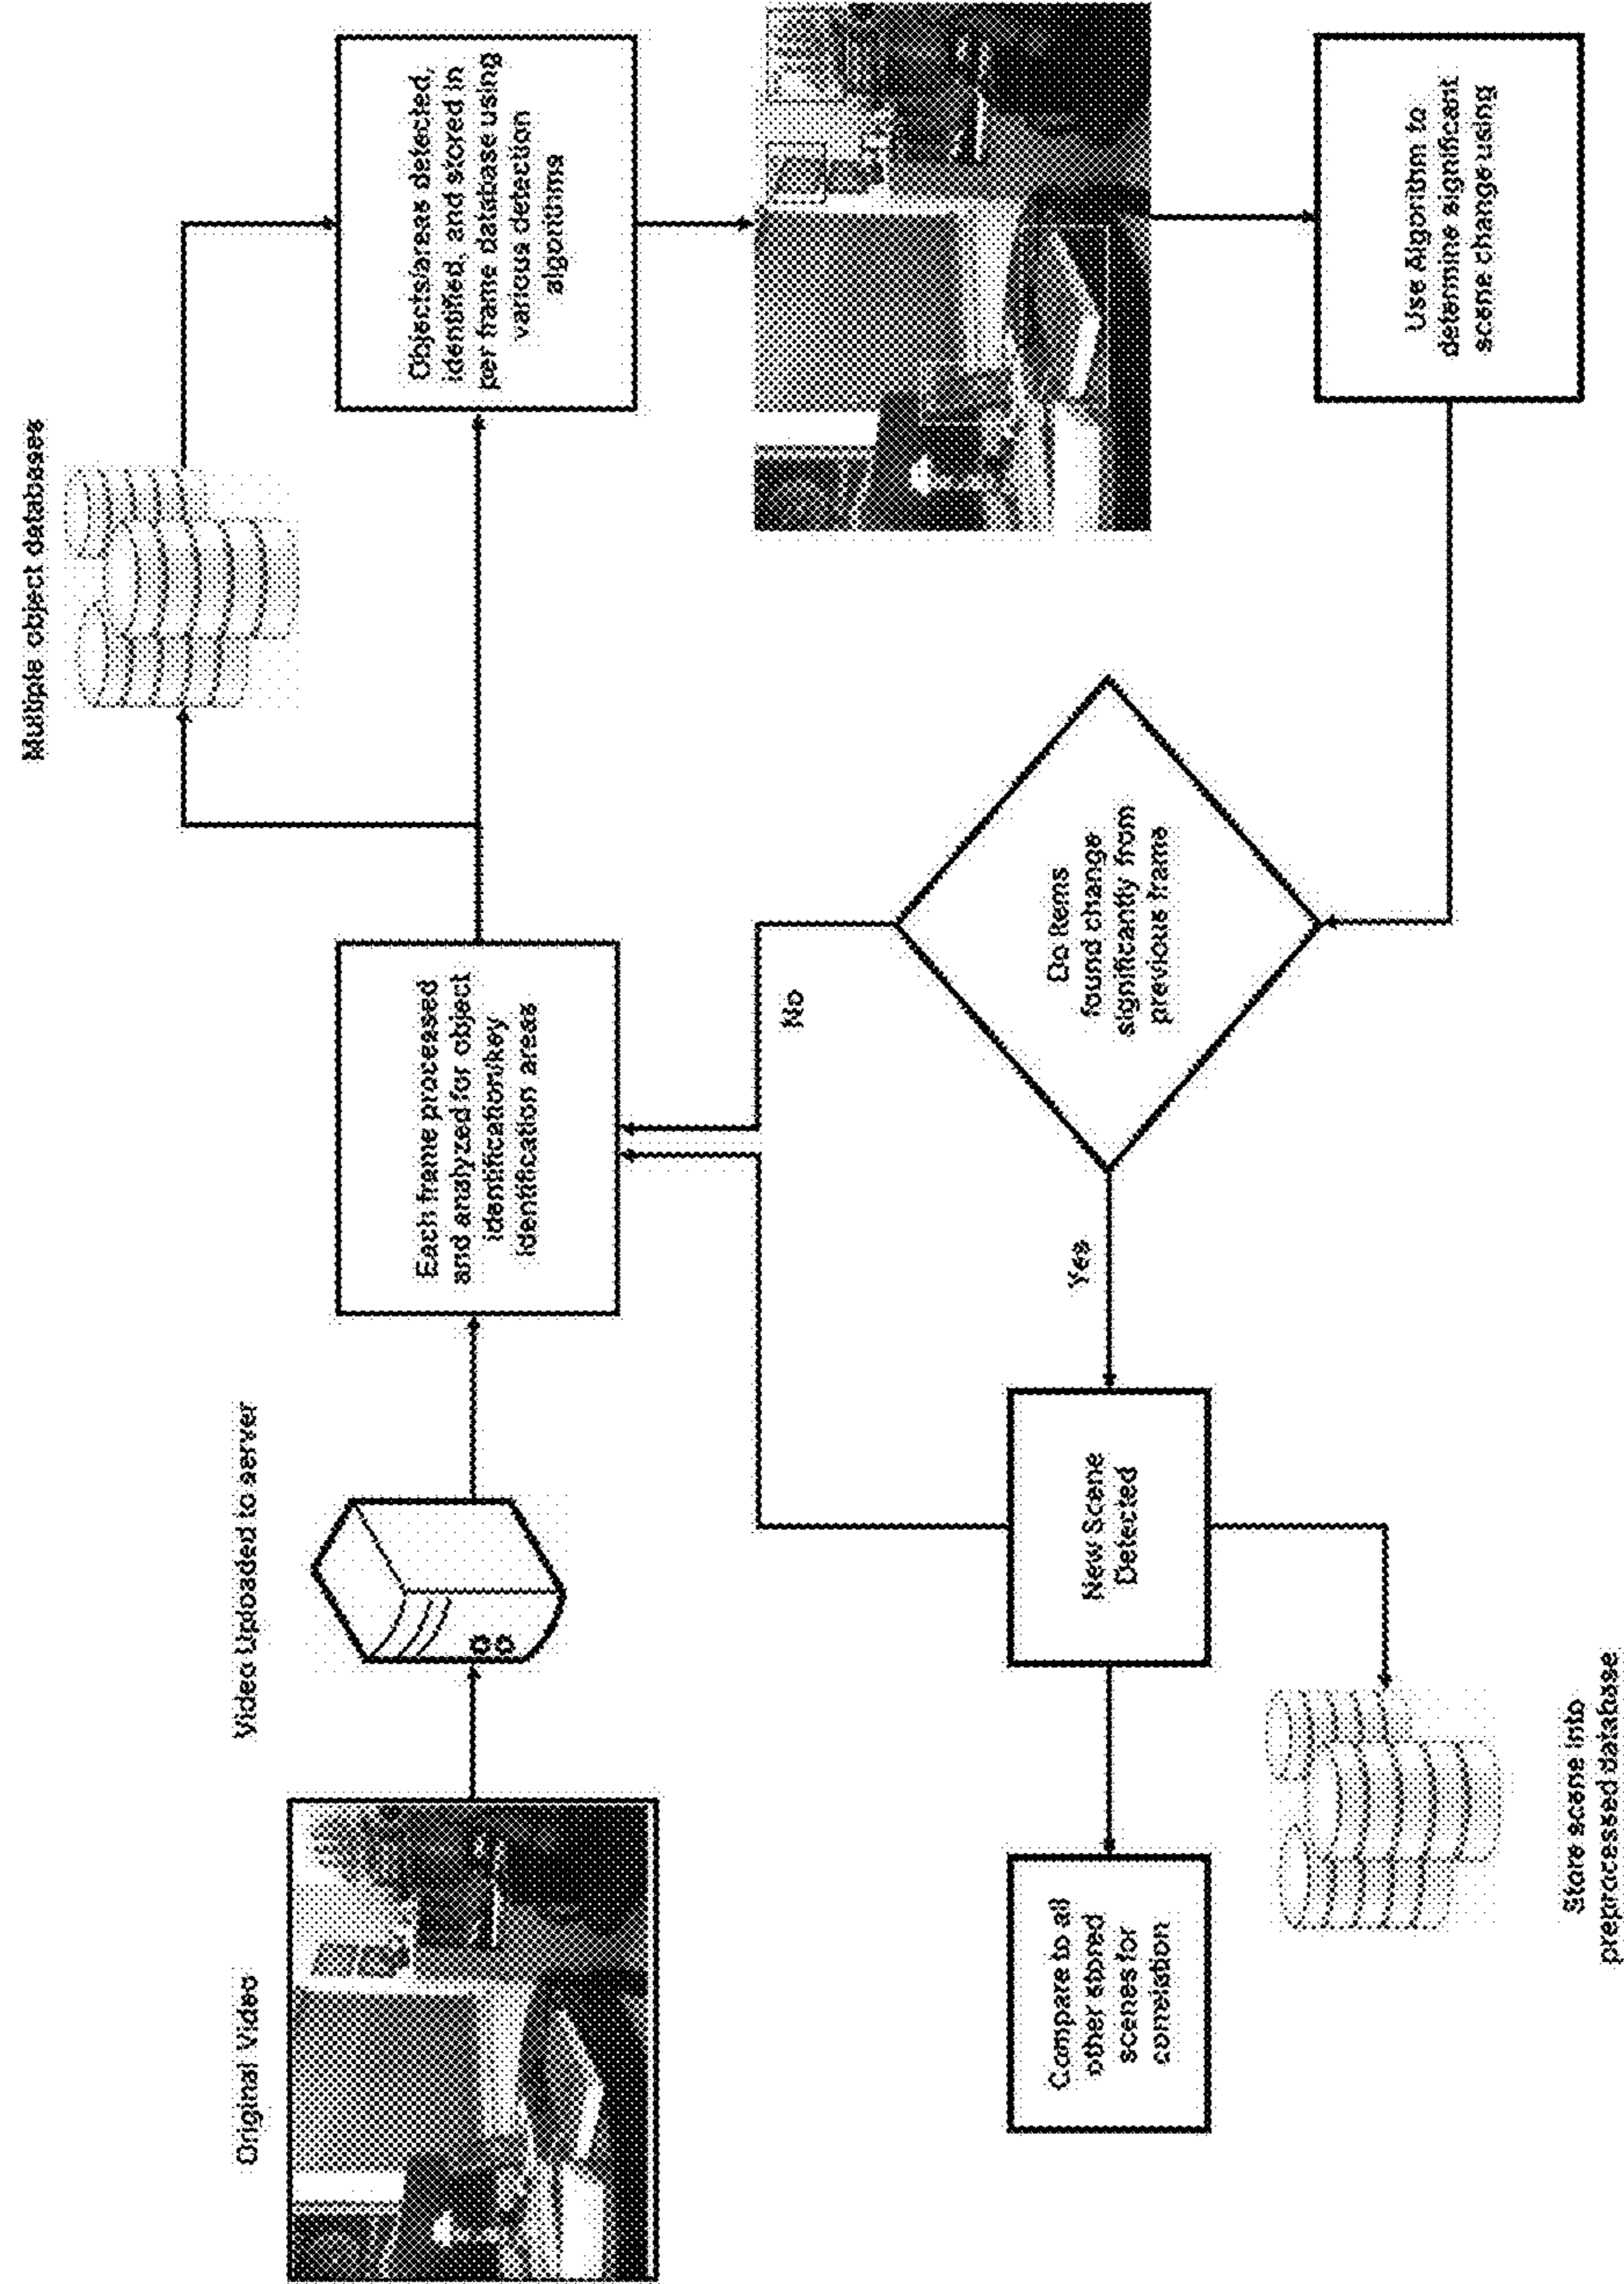 Original Video
Video Uploaded to server
Each frame processed
and analyzed for object
identification/key
identification areas
Multiple object databases
Objects/areas detected,
identified, and stored in
per frame database using
various detection
algorithms
Use Algorithm to
determine significant
scene change using
Do items
found change
significantly from
previous frame
No
Yes
New Scene
Detected
Compare to all
other stored
scenes for
correlation
Store scene into
preprocessed database